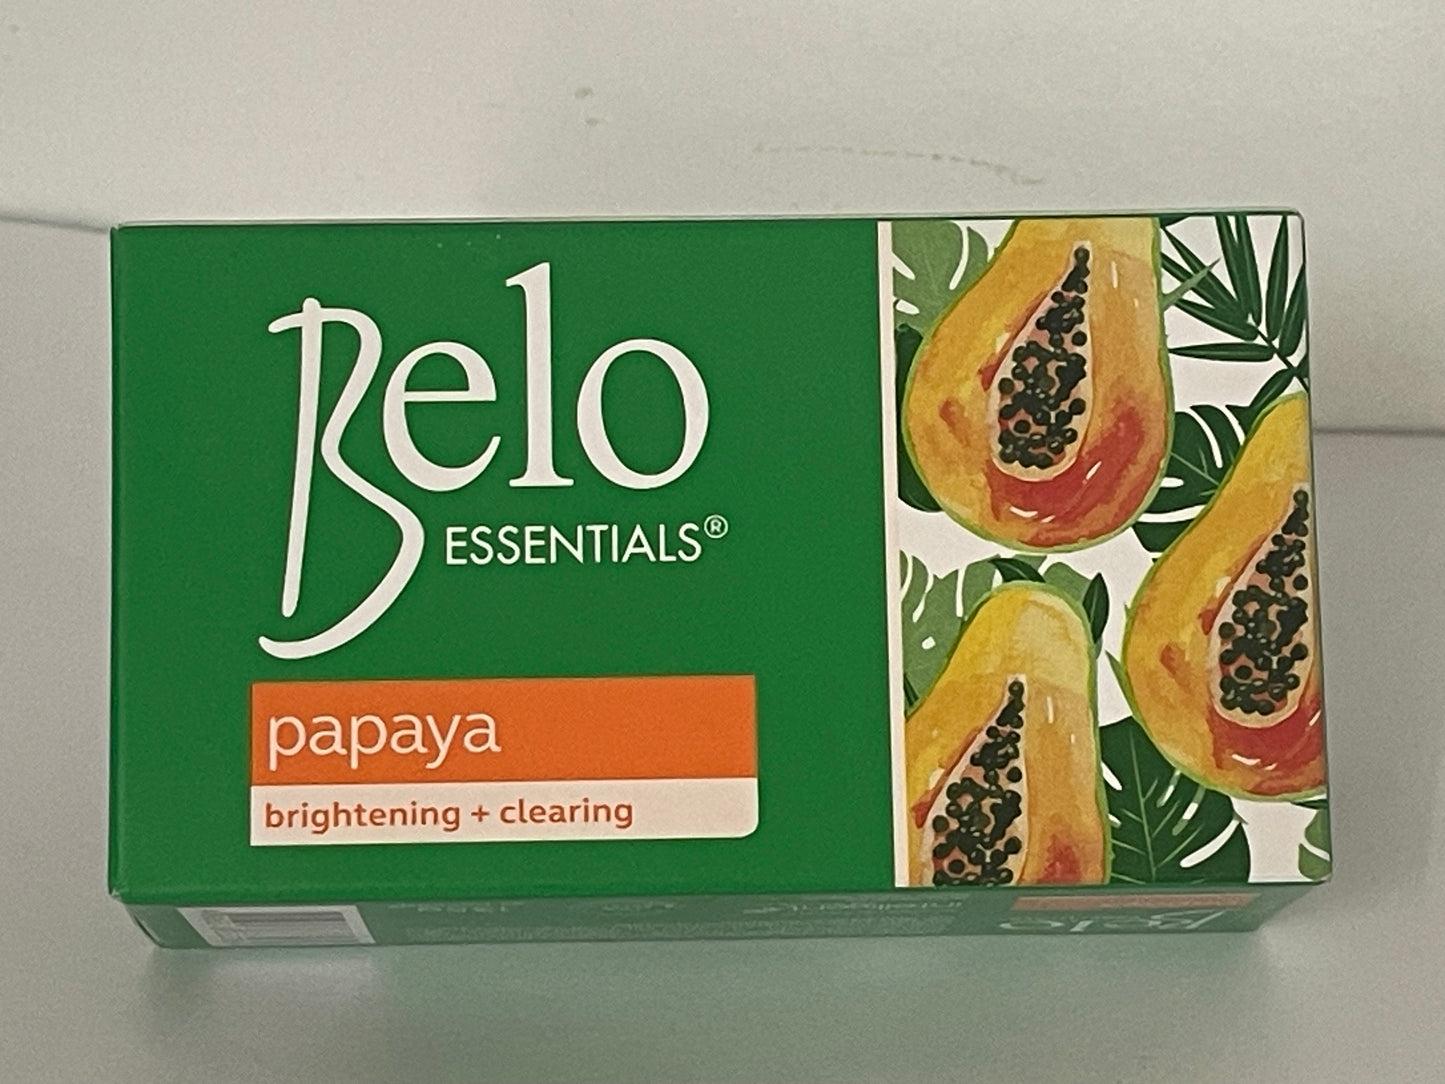 Belo
ESSENTIALS®
papaya
brightening + clearing